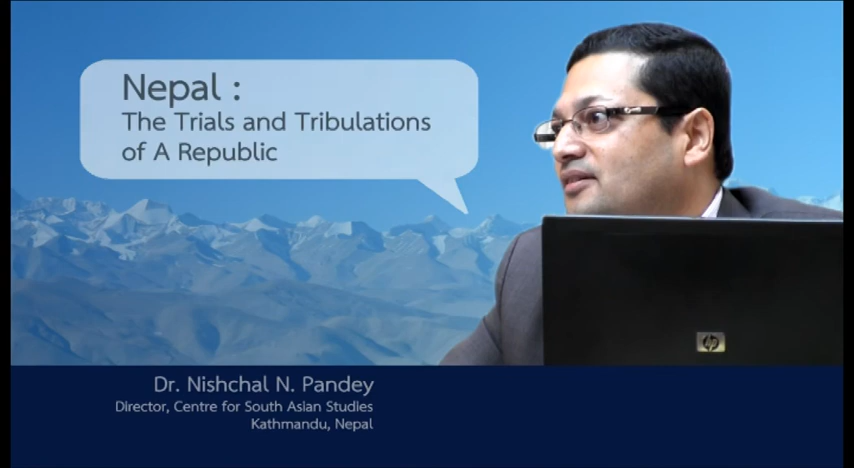 Nepal :
The Trials and Tribulations
of A Republic
hp
Dr. Nishchal N. Pandey
Director, Centre for South Asian Studies
Kathmandu, Nepal